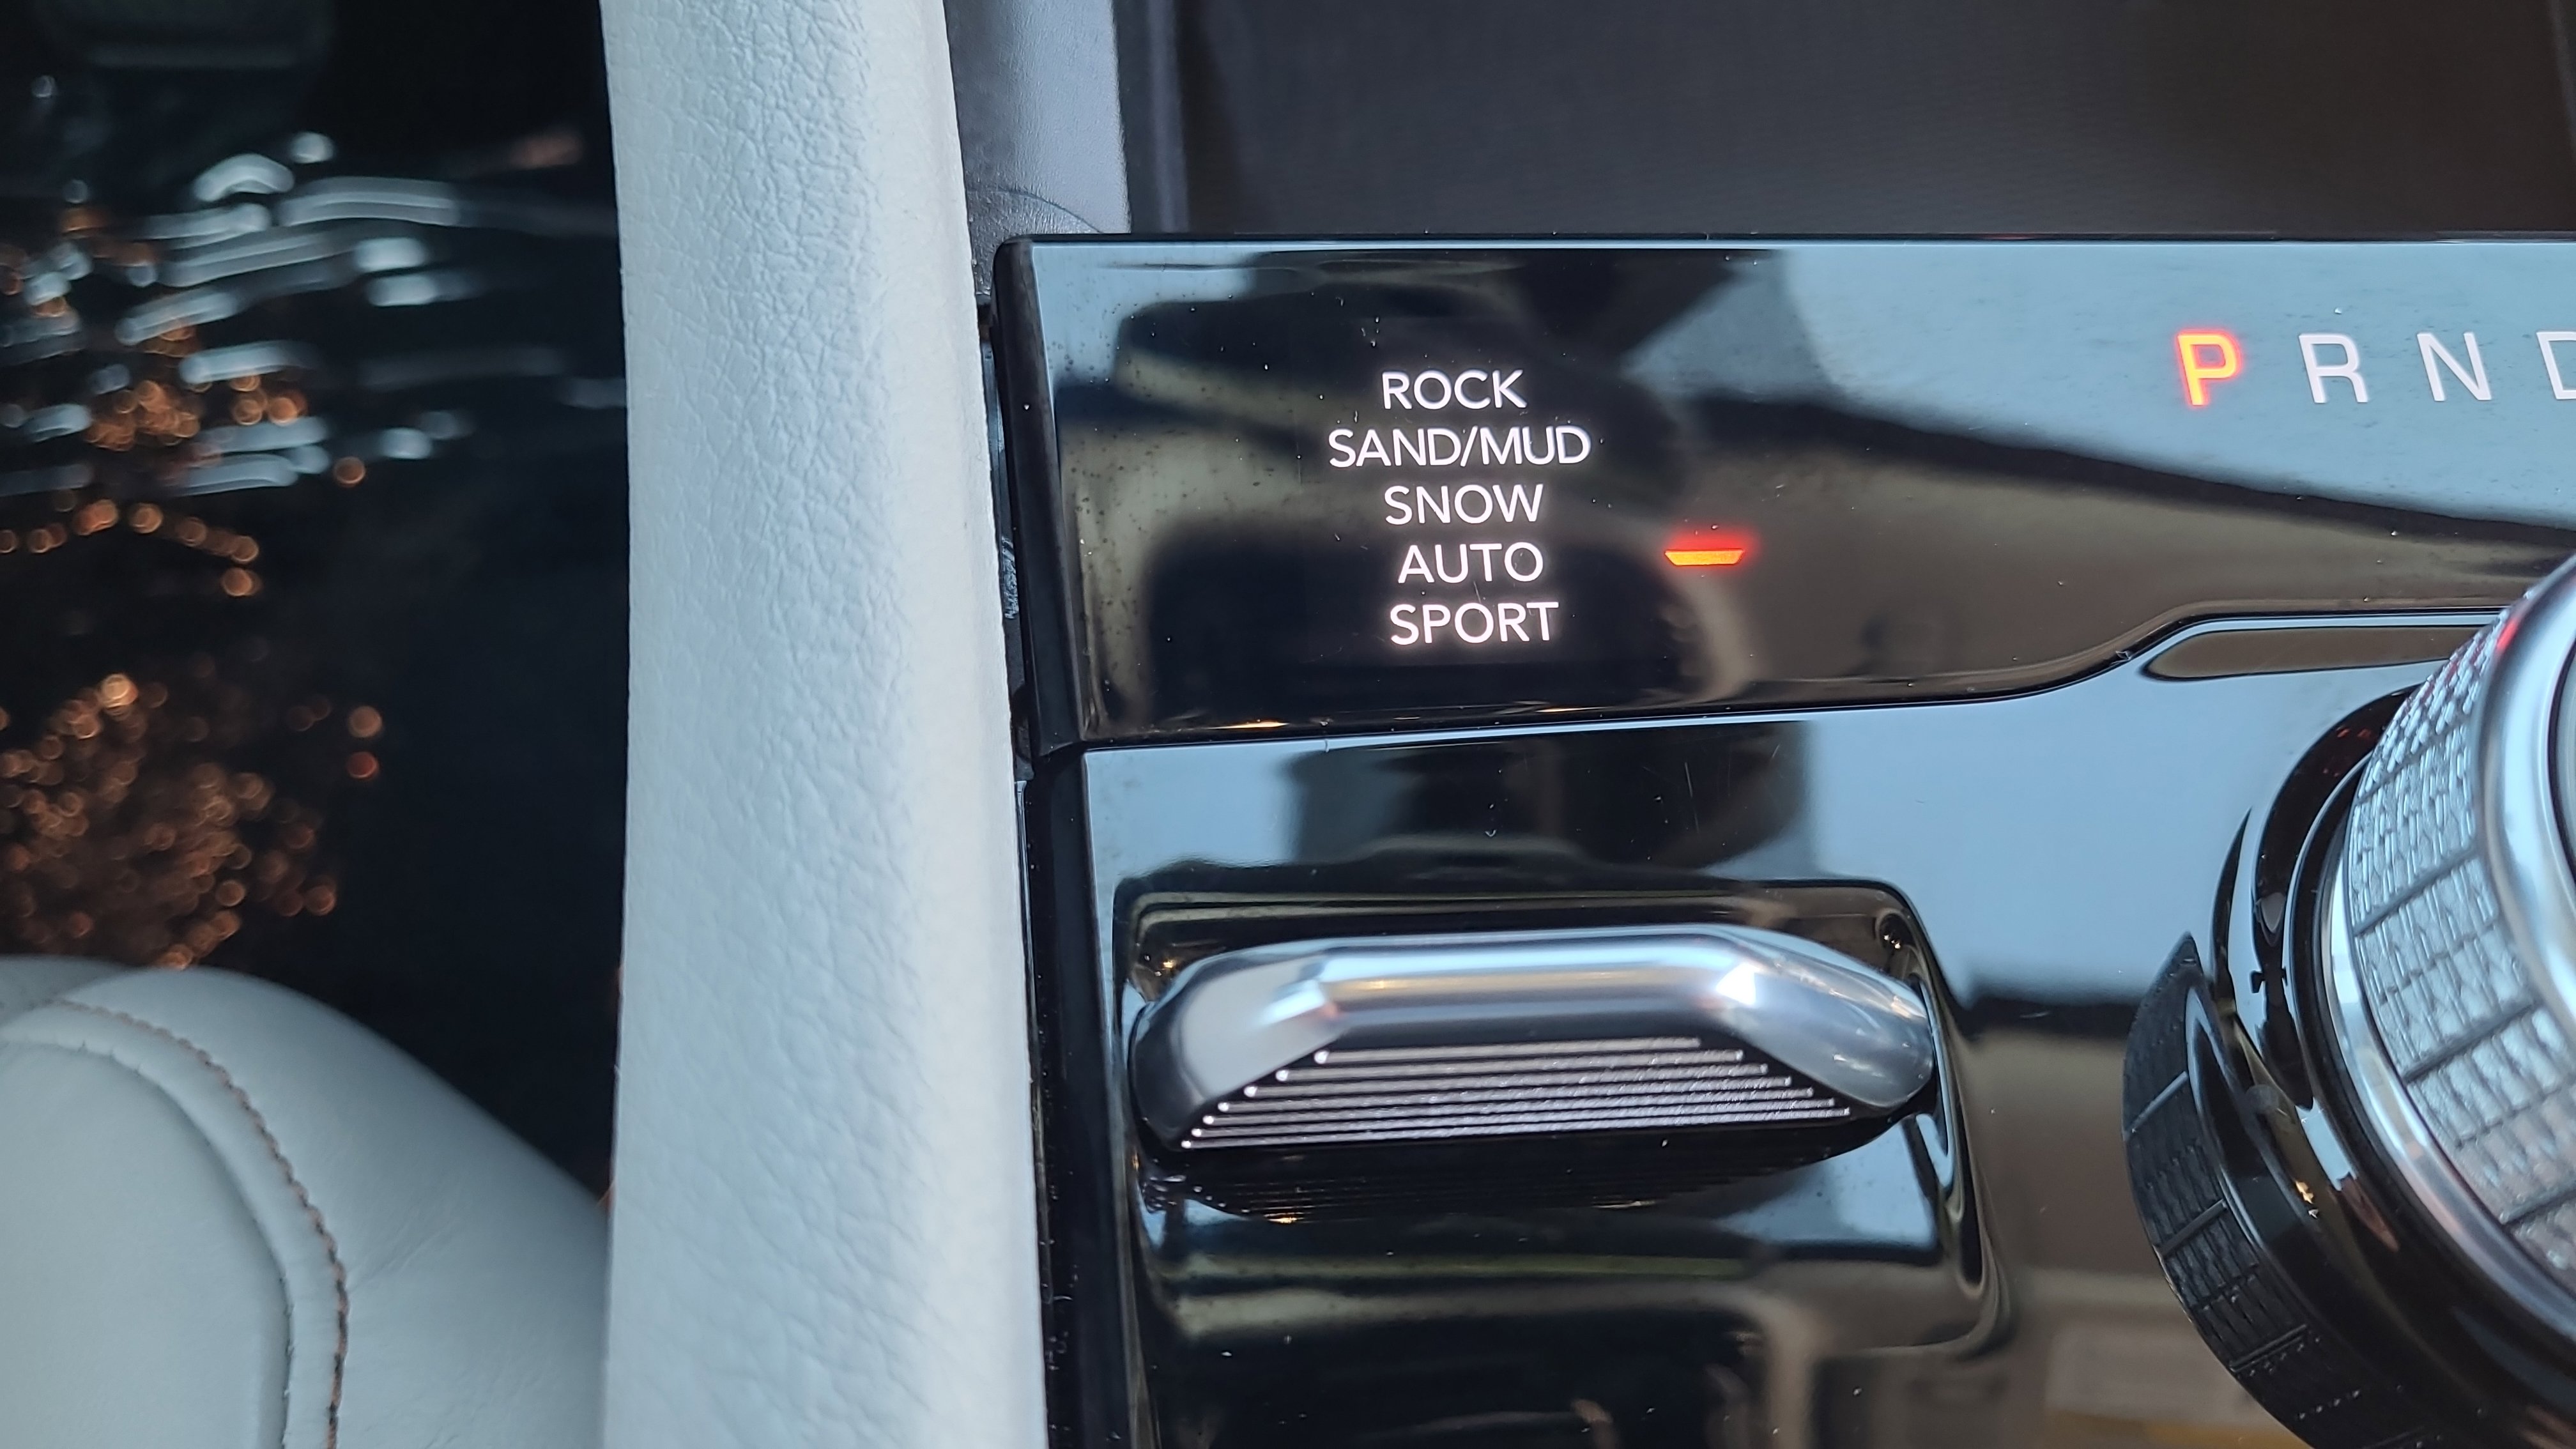 ROCK
SAND/MUD
SNOW
AUTO
SPORT
P R N D